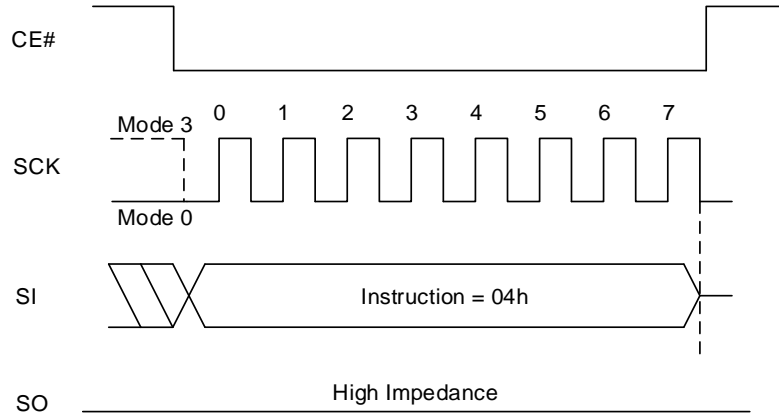 CE#
0 1 2 3 4 5 6 7
Mode 3
SCK
Mode 0
SI
Instruction = 04h
High Impedance
SO